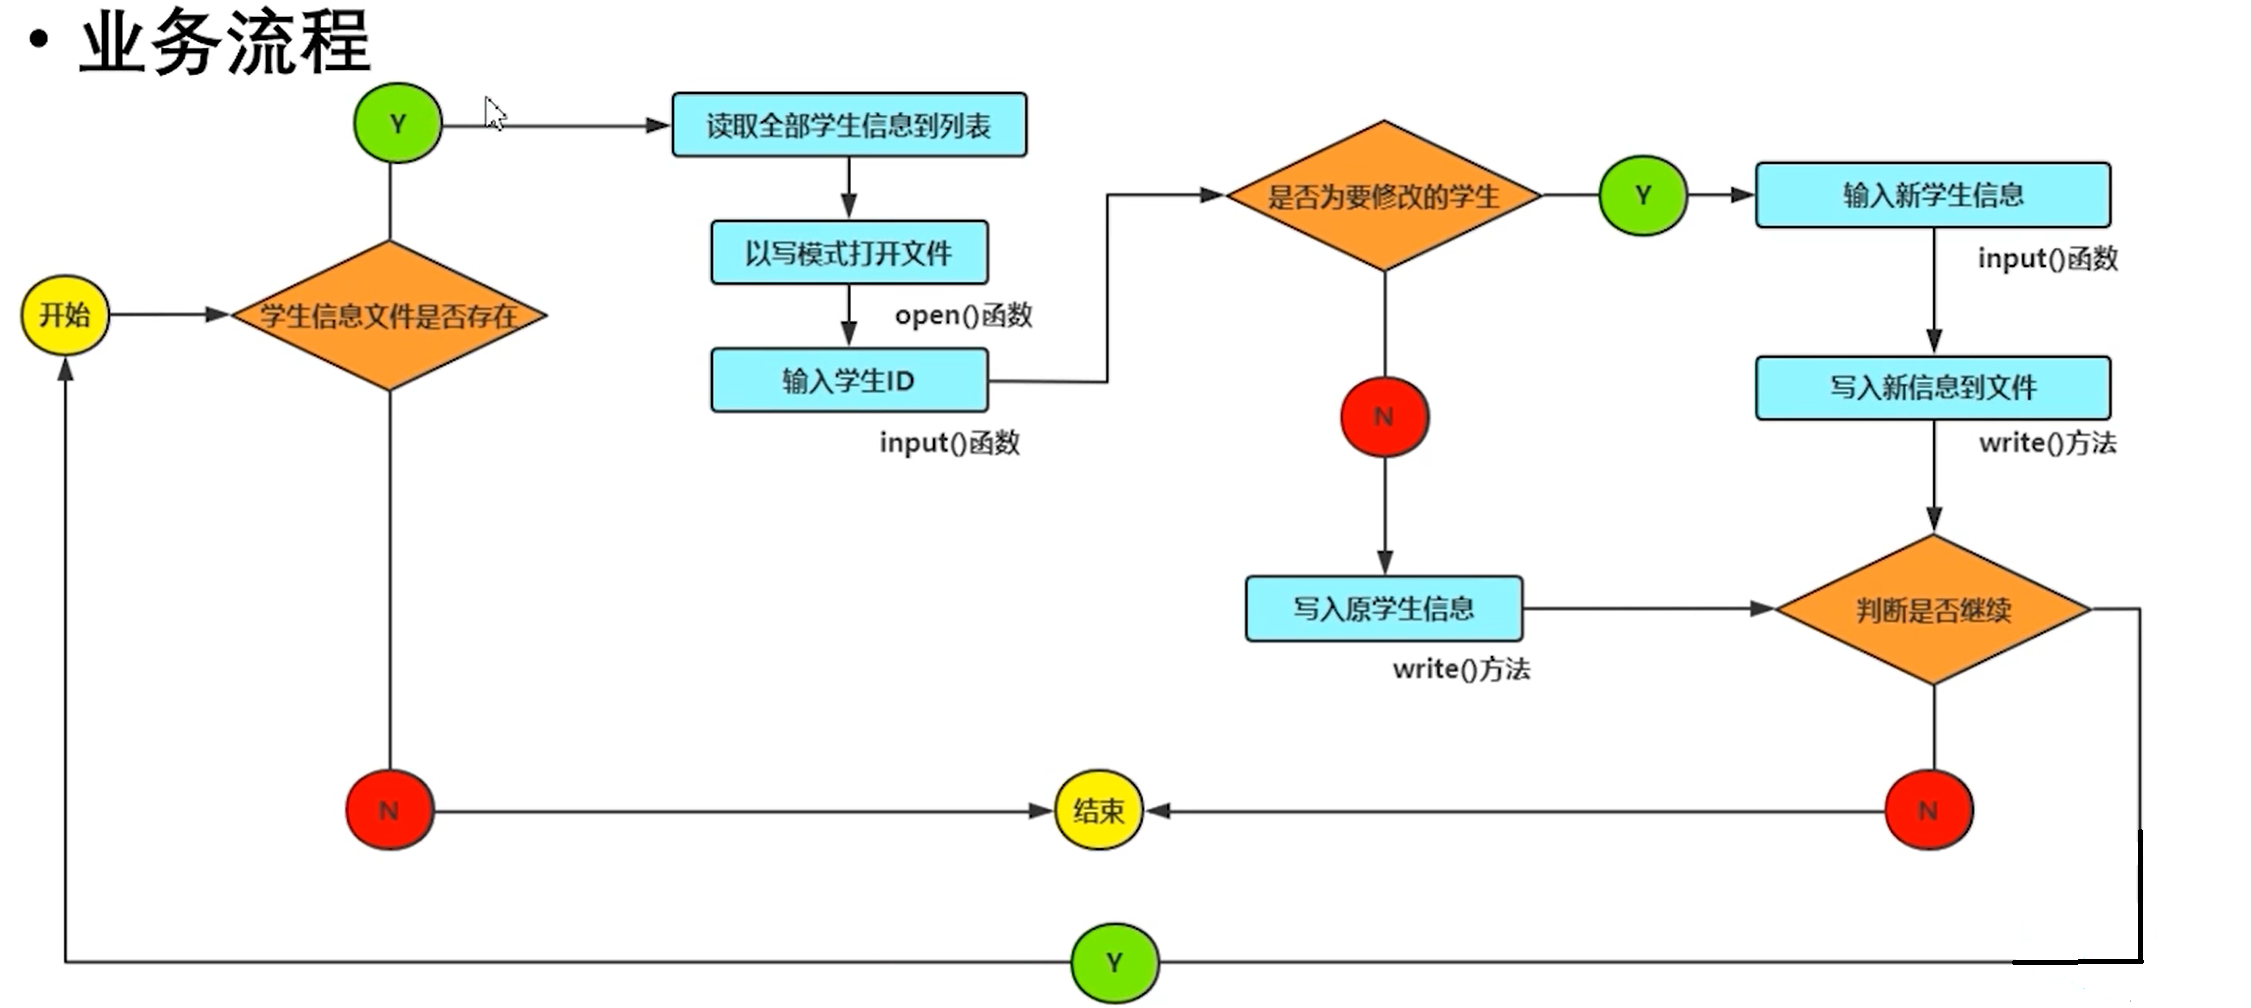 • 业务流程
Y
读取全部学生信息到列表
以写模式打开文件
open()函数
输入学生ID
input()函数
开始
学生信息文件是否存在
N
是否为要修改的学生
Y
输入新学生信息
input()函数
写入新信息到文件
write()方法
N
写入原学生信息
write()方法
判断是否继续
N
结束
Y